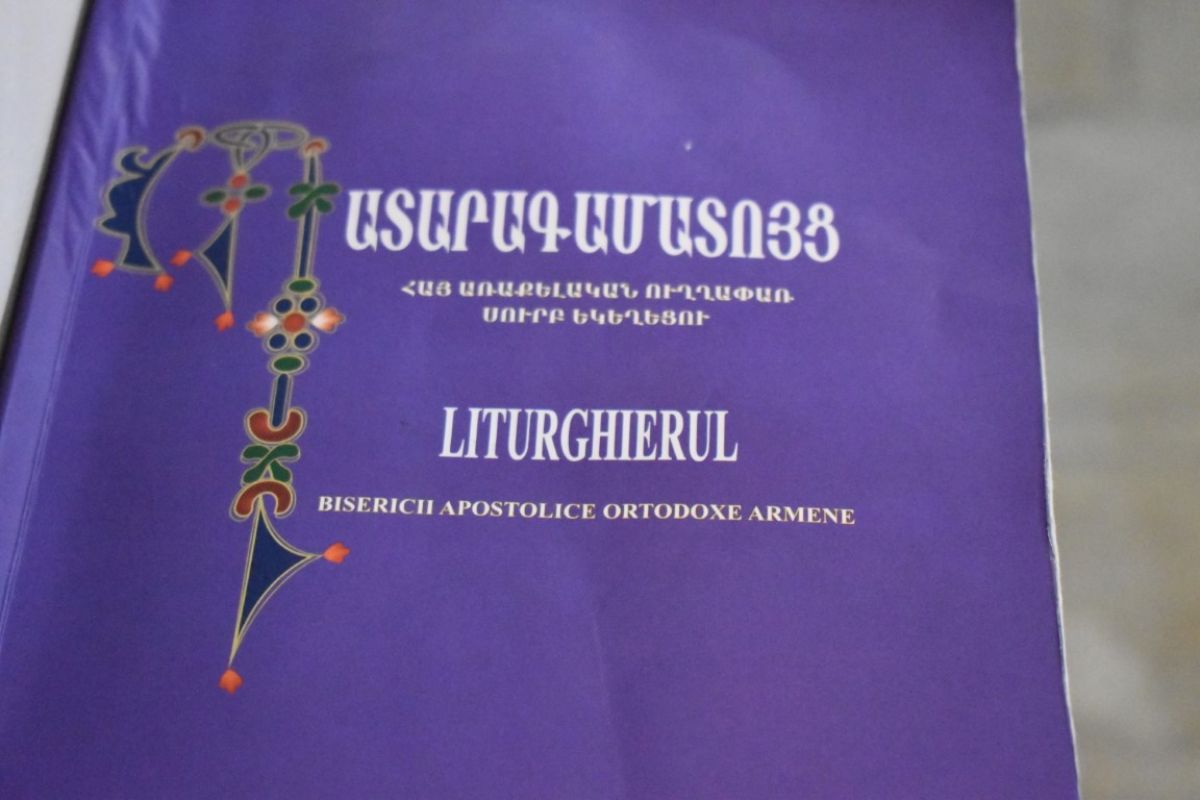 ՊԱՏԱՐԱԳԱՄԱՏՈՅՑ
ՀԱՅ ԱՌԱՔԵԼԱԿԱՆ ՈՒՂՂԱՓԱՌ
ՍՈՒՐԲ ԵԿԵՂԵՑՈՒ
LITURGHIERUL
BISERICII APOSTOLICE ORTODOXE ARMENE